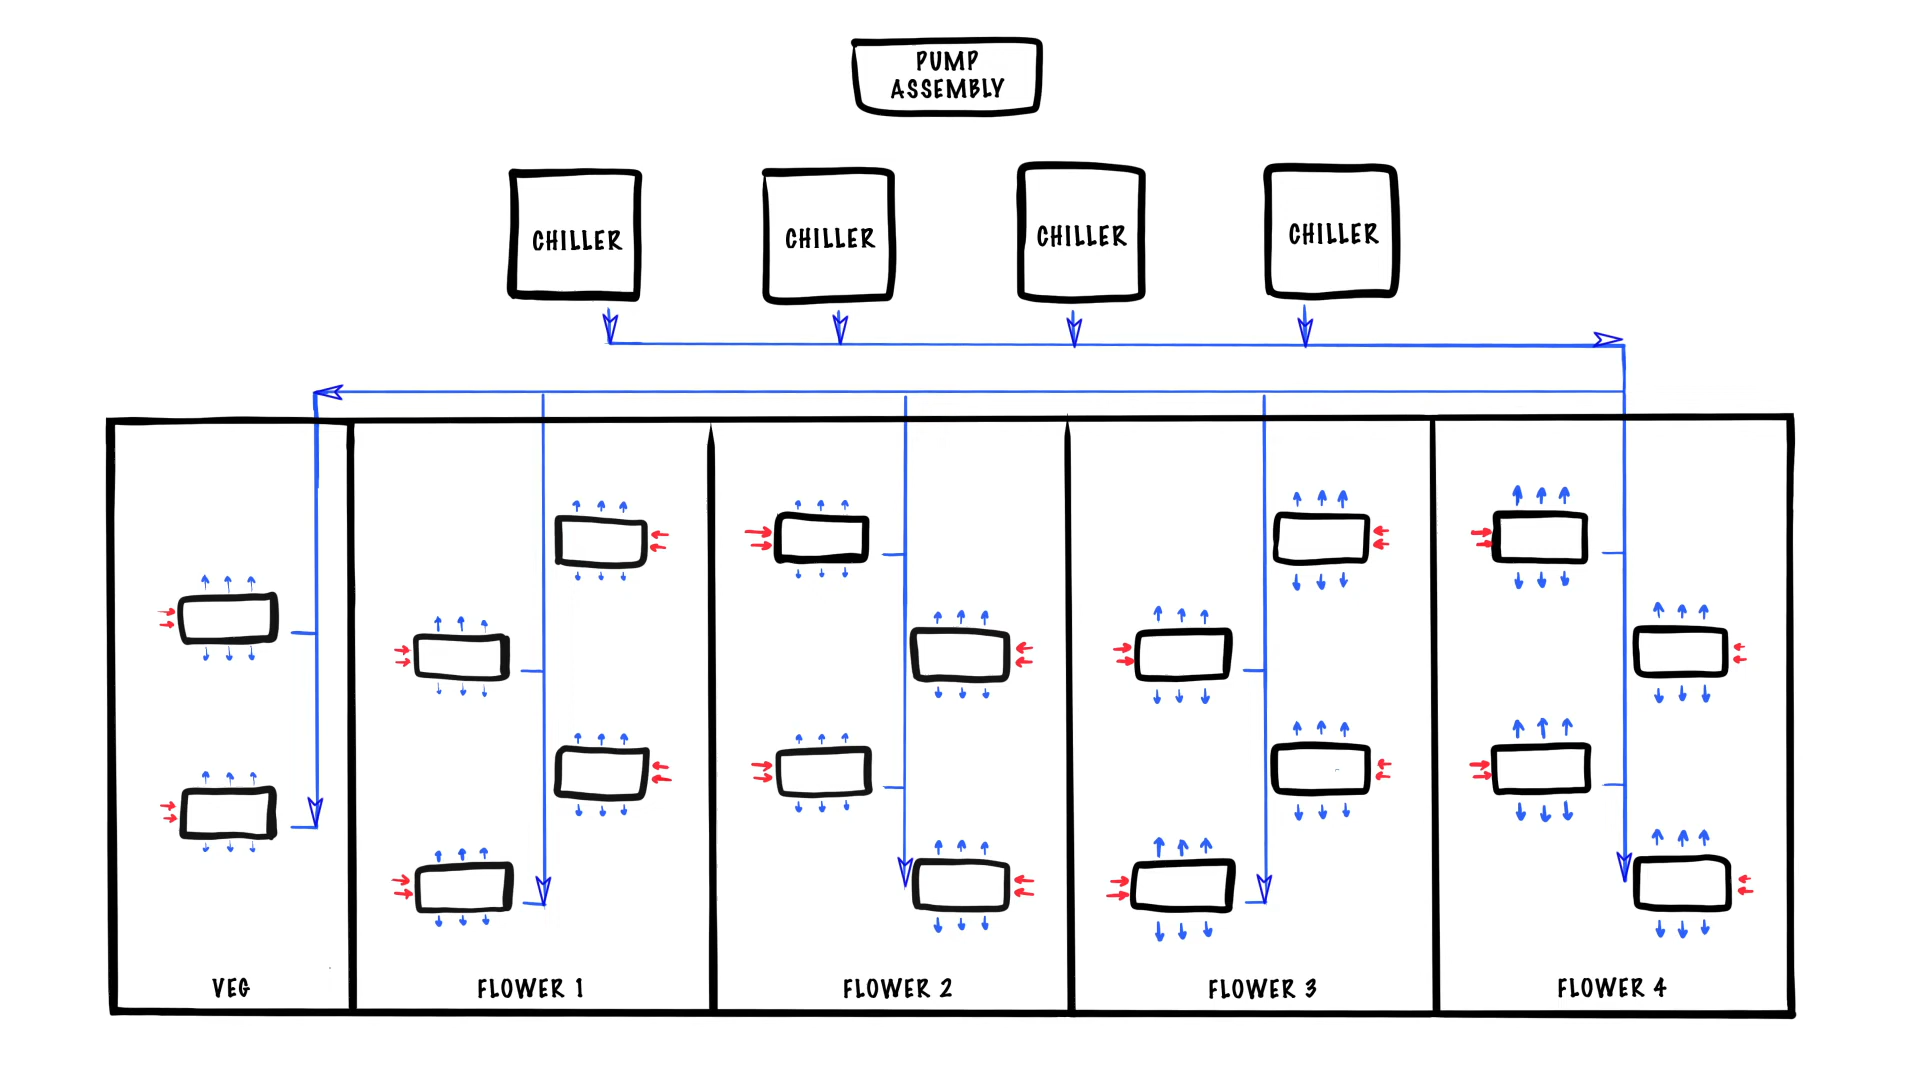 PUMP
ASSEMBLY
CHILLER
CHILLER
CHILLER
CHILLER
VEG
FLOWER 1
FLOWER 2
FLOWER 3
FLOWER 4